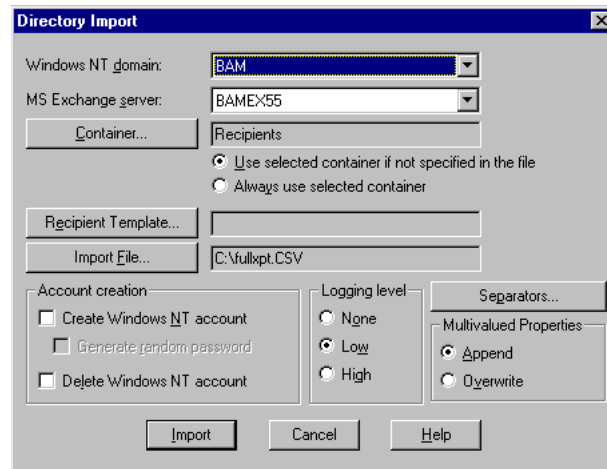 Directory Import
Windows NT domain: BAM
MS Exchange server: BAMEX55
Container... Recipients
Use selected container if not specified in the file
Always use selected container
Recipient Template...
Import File... C:\fullxpt.CSV
Account creation
Create Windows NT account
Generate random password
Delete Windows NT account
Logging level
None
Low
High
Separators...
Multivalued Properties
Append
Overwrite
Import Cancel Help